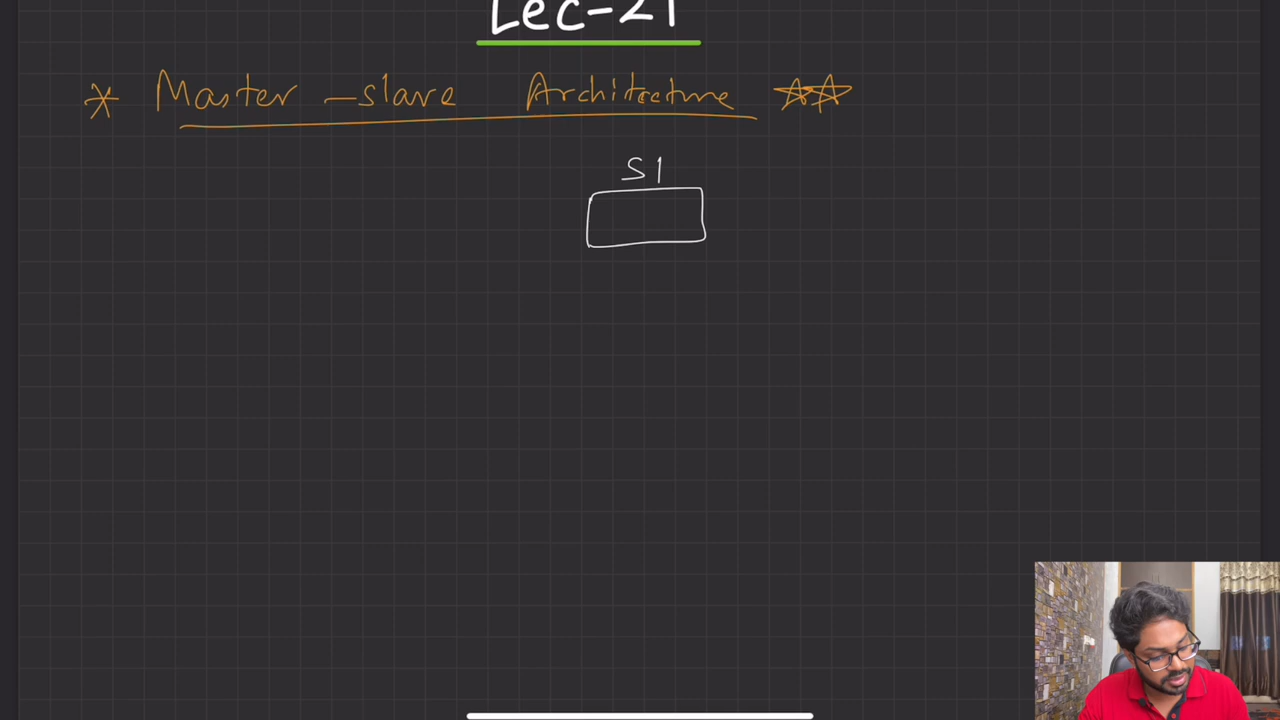 Lec-21
* Master -slave Architecture ☆☆
S1